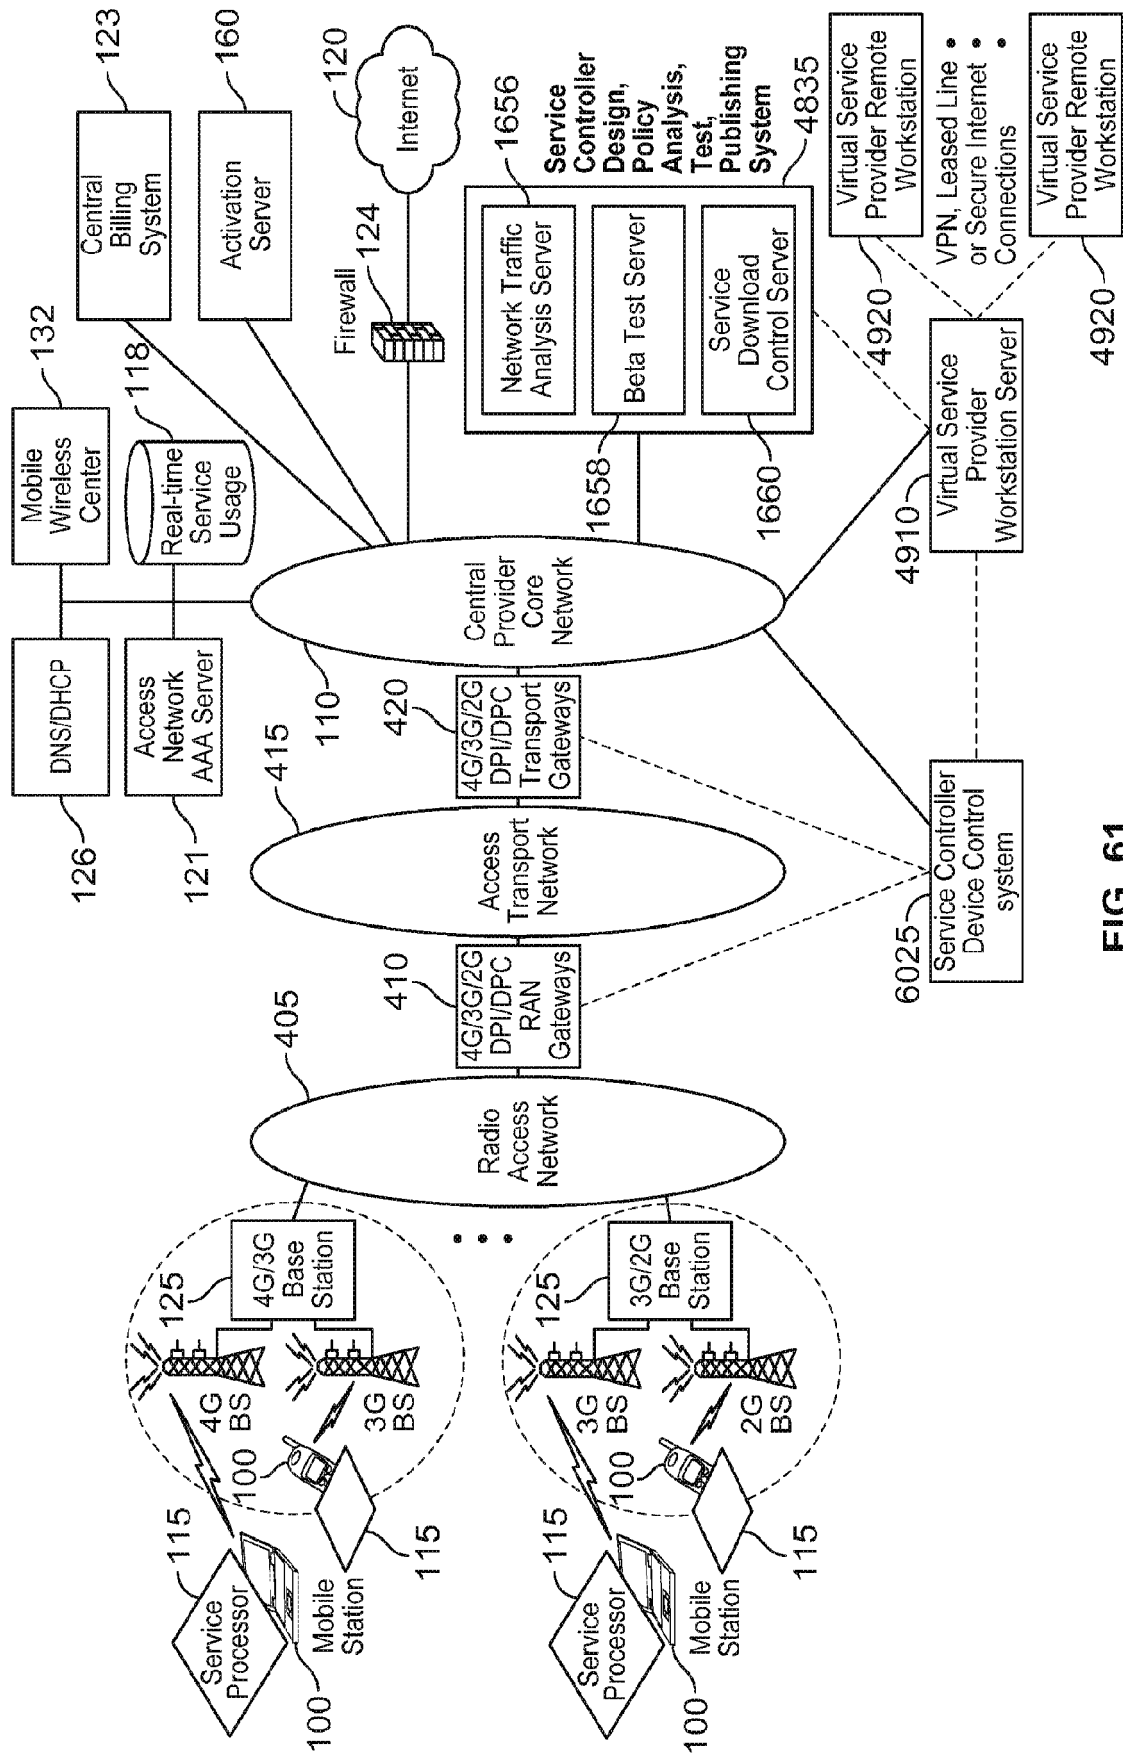 Service
Processor
115
100
Mobile
Station
100
115
4G
BS
3G
BS
125
4G/3G
Base
Station
Service
Processor
115
100
Mobile
Station
100
115
3G
BS
2G
BS
125
3G/2G
Base
Station
405
Radio
Access
Network
410
4G/3G/2G
DPI/DPC
RAN
Gateways
415
Access
Transport
Network
420
4G/3G/2G
DPI/DPC
Transport
Gateways
110
Central
Provider
Core
Network
126
DNS/DHCP
121
Access
Network
AAA Server
Mobile
Wireless
Center
132
118
Real-time
Service
Usage
Central
Billing
System
123
Activation
Server
160
Firewall
124
Internet
120
Network Traffic
Analysis Server
1656
Beta Test Server
1658
Service
Download
Control Server
1660
Service
Controller
Design,
Policy
Analysis,
Test,
Publishing
System
4835
6025
Service Controller
Device Control
system
4910
Virtual Service
Provider
Workstation Server
4920
Virtual Service
Provider Remote
Workstation
VPN, Leased Line
or Secure Internet
Connections
4920
Virtual Service
Provider Remote
Workstation
FIG. 61